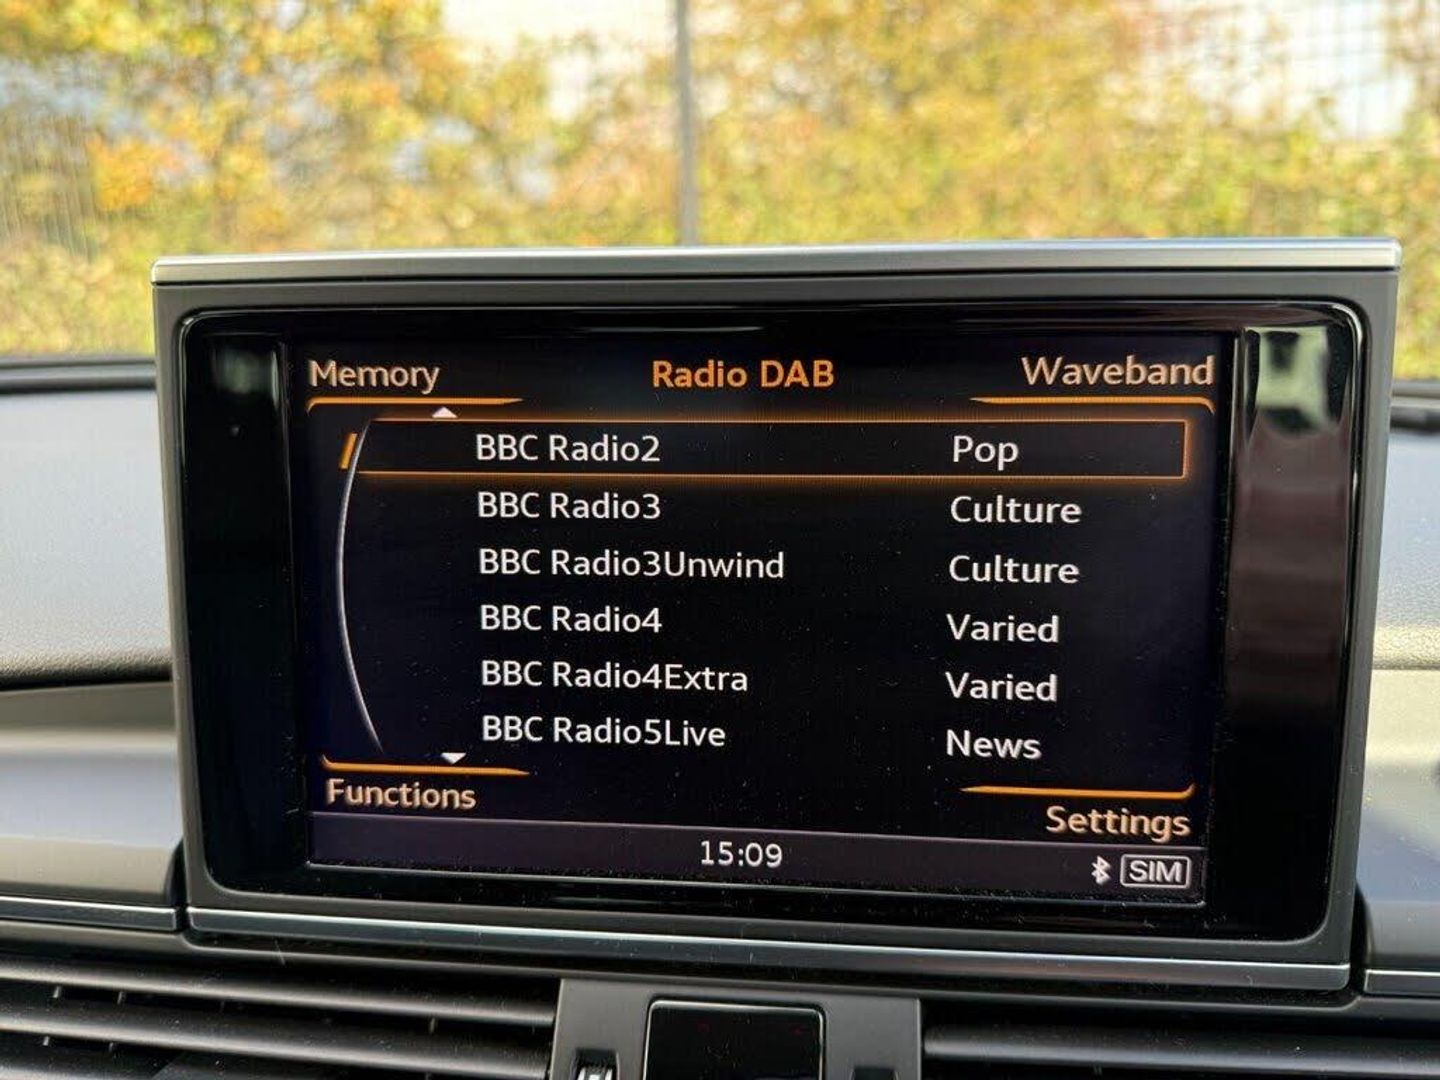 Memory Radio DAB Waveband
BBC Radio2 Pop
BBC Radio3 Culture
BBC Radio3Unwind Culture
BBC Radio4 Varied
BBC Radio4Extra Varied
BBC Radio5Live News
Functions Settings
15:09 SIM